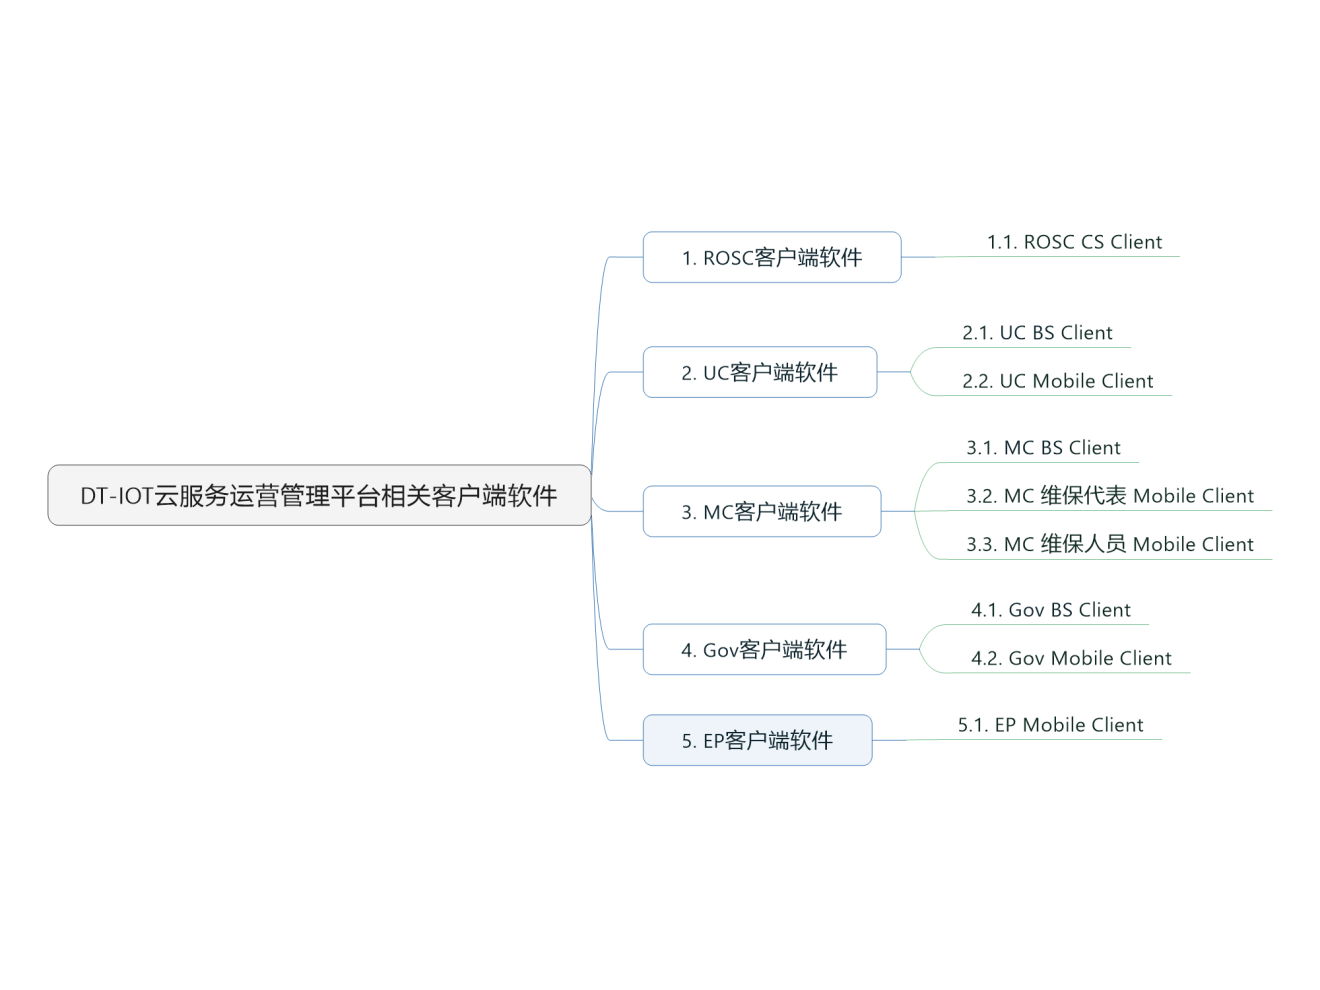 DT-IOT云服务运营管理平台相关客户端软件
1. ROSC客户端软件
1.1. ROSC CS Client
2. UC客户端软件
2.1. UC BS Client
2.2. UC Mobile Client
3. MC客户端软件
3.1. MC BS Client
3.2. MC 维保代表 Mobile Client
3.3. MC 维保人员 Mobile Client
4. Gov客户端软件
4.1. Gov BS Client
4.2. Gov Mobile Client
5. EP客户端软件
5.1. EP Mobile Client